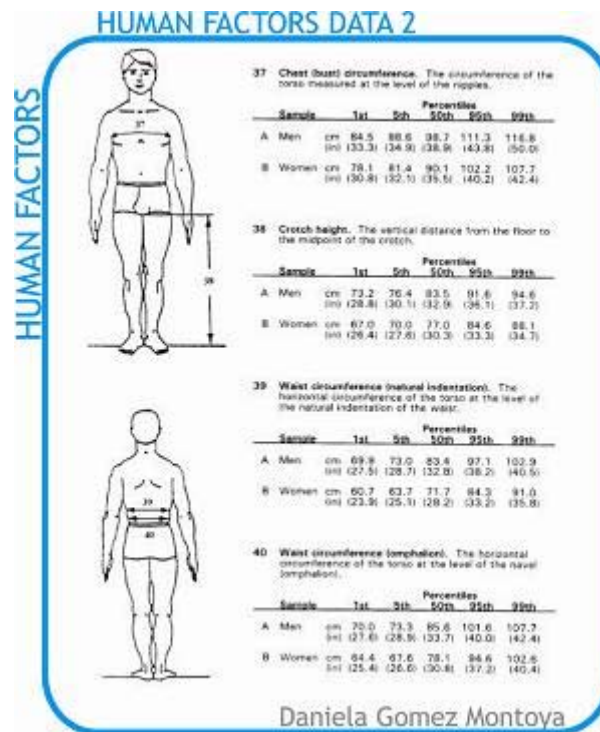 HUMAN FACTORS DATA 2
HUMAN FACTORS
37 Chest (bust) circumference. The circumference of the
torso measured at the level of the nipples.
Percentiles
Sample 1st 5th 50th 95th 99th
A Men cm 84.5 88.6 98.7 111.3 116.8
(in) (33.3) (34.9) (38.9) (43.8) (50.0)
B Women cm 78.1 81.4 90.1 102.2 107.7
(in) (30.8) (32.1) (35.5) (40.2) (42.4)
37
38 Crotch height. The vertical distance from the floor to
the midpoint of the crotch.
Percentiles
Sample 1st 5th 50th 95th 99th
A Men cm 73.2 76.4 83.5 91.6 94.6
(in) (28.8) (30.1) (32.9) (36.1) (37.2)
B Women cm 67.0 70.0 77.0 84.6 88.1
(in) (26.4) (27.6) (30.3) (33.3) (34.7)
38
39 Waist circumference (natural indentation). The
horizontal circumference of the torso at the level of
the natural indentation of the waist.
Percentiles
Sample 1st 5th 50th 95th 99th
A Men cm 69.9 73.0 83.4 97.1 102.9
(in) (27.5) (28.7) (32.8) (38.2) (40.5)
B Women cm 60.7 63.7 71.7 84.3 91.0
(in) (23.9) (25.1) (28.2) (33.2) (35.8)
39
40
40 Waist circumference (omphalion). The horizontal
circumference of the torso at the level of the navel
(omphalion).
Percentiles
Sample 1st 5th 50th 95th 99th
A Men cm 70.0 73.3 85.6 101.6 107.7
(in) (27.6) (28.9) (33.7) (40.0) (42.4)
B Women cm 64.4 67.6 78.1 94.6 102.6
(in) (25.4) (26.6) (30.8) (37.2) (40.4)
Daniela Gomez Montoya